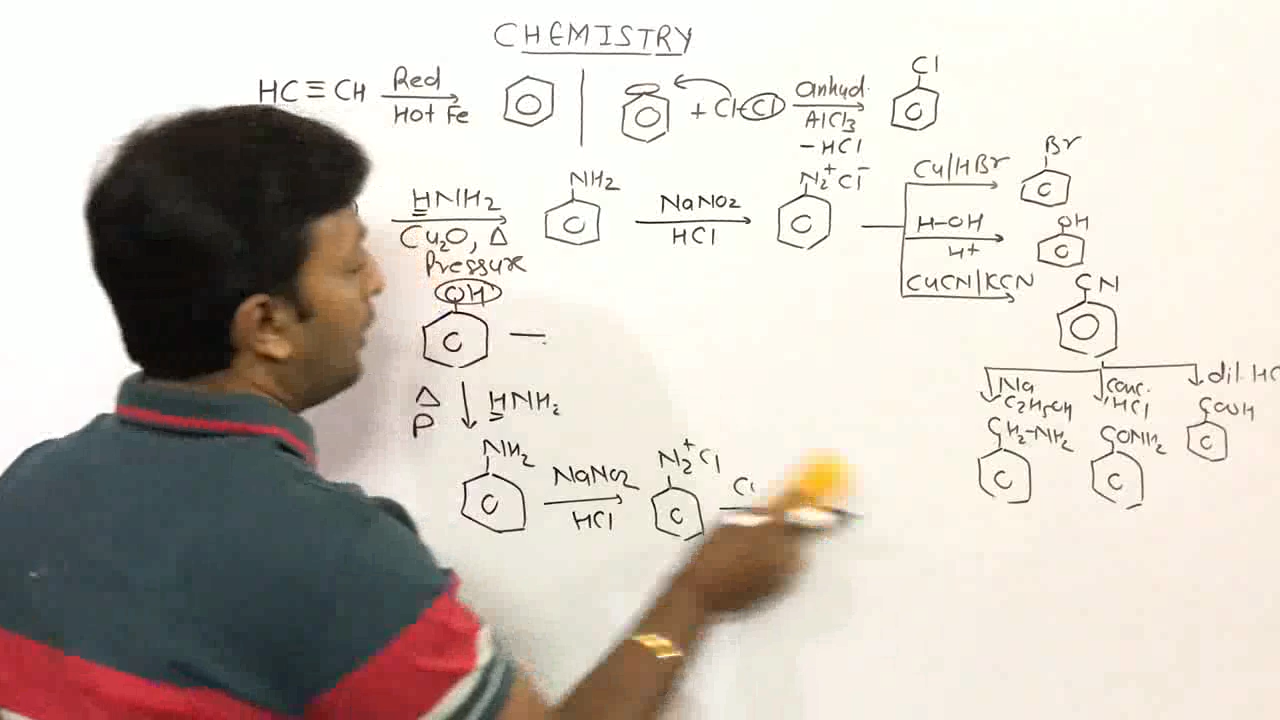 CHEMISTRY
HC≡CH Red Hot Fe
+ Cl-Cl anhyd. AlCl3 -HCl
Cl
HNH2 Cu2O, Δ Pressure
NH2
NaNO2 HCl
N2+Cl-
Cu/HBr
Br
H-OH H+
OH
CuCN/KCN
CN
Na C2H5OH
CH2-NH2
Conc. HCl
CONH2
dil. HC
COOH
OH
Δ P HNH2
NH2
NaNO2 HCl
N2+Cl